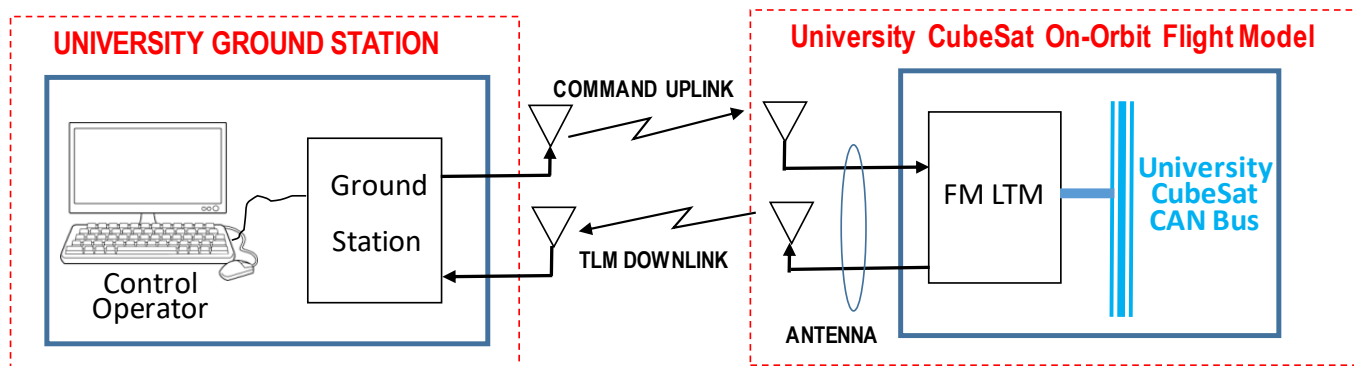 UNIVERSITY GROUND STATION
Control
Operator
Ground
Station
COMMAND UPLINK
TLM DOWNLINK
University CubeSat On-Orbit Flight Model
ANTENNA
FM LTM
University
CubeSat
CAN Bus